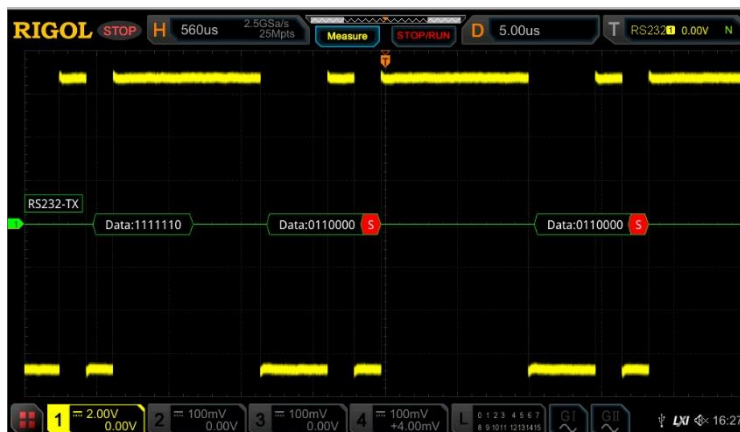 RIGOL STOP H 560us 2.5GSa/s 25Mpts Measure STOP/RUN D 5.00us T RS232 1 0.00V N
T
RS232-TX
1 Data:1111110 Data:0110000 S Data:0110000 S
1 2.00V 0.00V 2 100mV 0.00V 3 100mV 0.00V 4 100mV +4.00mV L 0 1 2 3 4 5 6 7 8 9 10 11 12 13 14 15 GI GII LXI 16:27